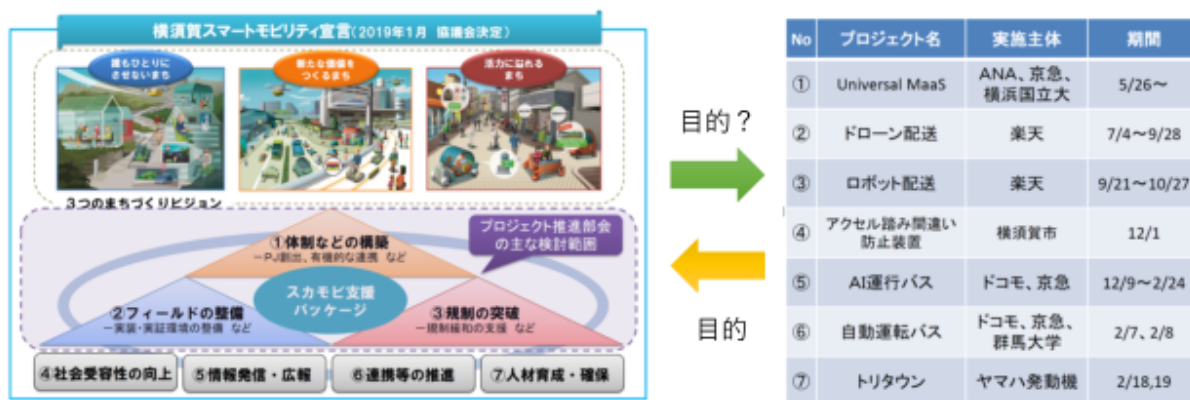 横須賀スマートモビリティ宣言(2019年1月 協議会決定)
誰もひとりに
させないまち
新たな価値を
つくるまち
活力に溢れる
まち
3つのまちづくりビジョン
プロジェクト推進部会
の主な検討範囲
①体制などの構築
－PJ創出、有機的な連携 など
スカモビ支援
パッケージ
②フィールドの整備
－実装・実証環境の整備 など
③規制の突破
－規制緩和の支援 など
④社会受容性の向上
⑤情報発信・広報
⑥連携等の推進
⑦人材育成・確保
目的？
目的
No プロジェクト名 実施主体 期間
① Universal MaaS ANA、京急、
横浜国立大 5/26～
② ドローン配送 楽天 7/4～9/28
③ ロボット配送 楽天 9/21～10/27
④ アクセル踏み間違い
防止装置 横須賀市 12/1
⑤ AI運行バス ドコモ、京急 12/9～2/24
⑥ 自動運転バス ドコモ、京急、
群馬大学 2/7、2/8
⑦ トリタウン ヤマハ発動機 2/18,19